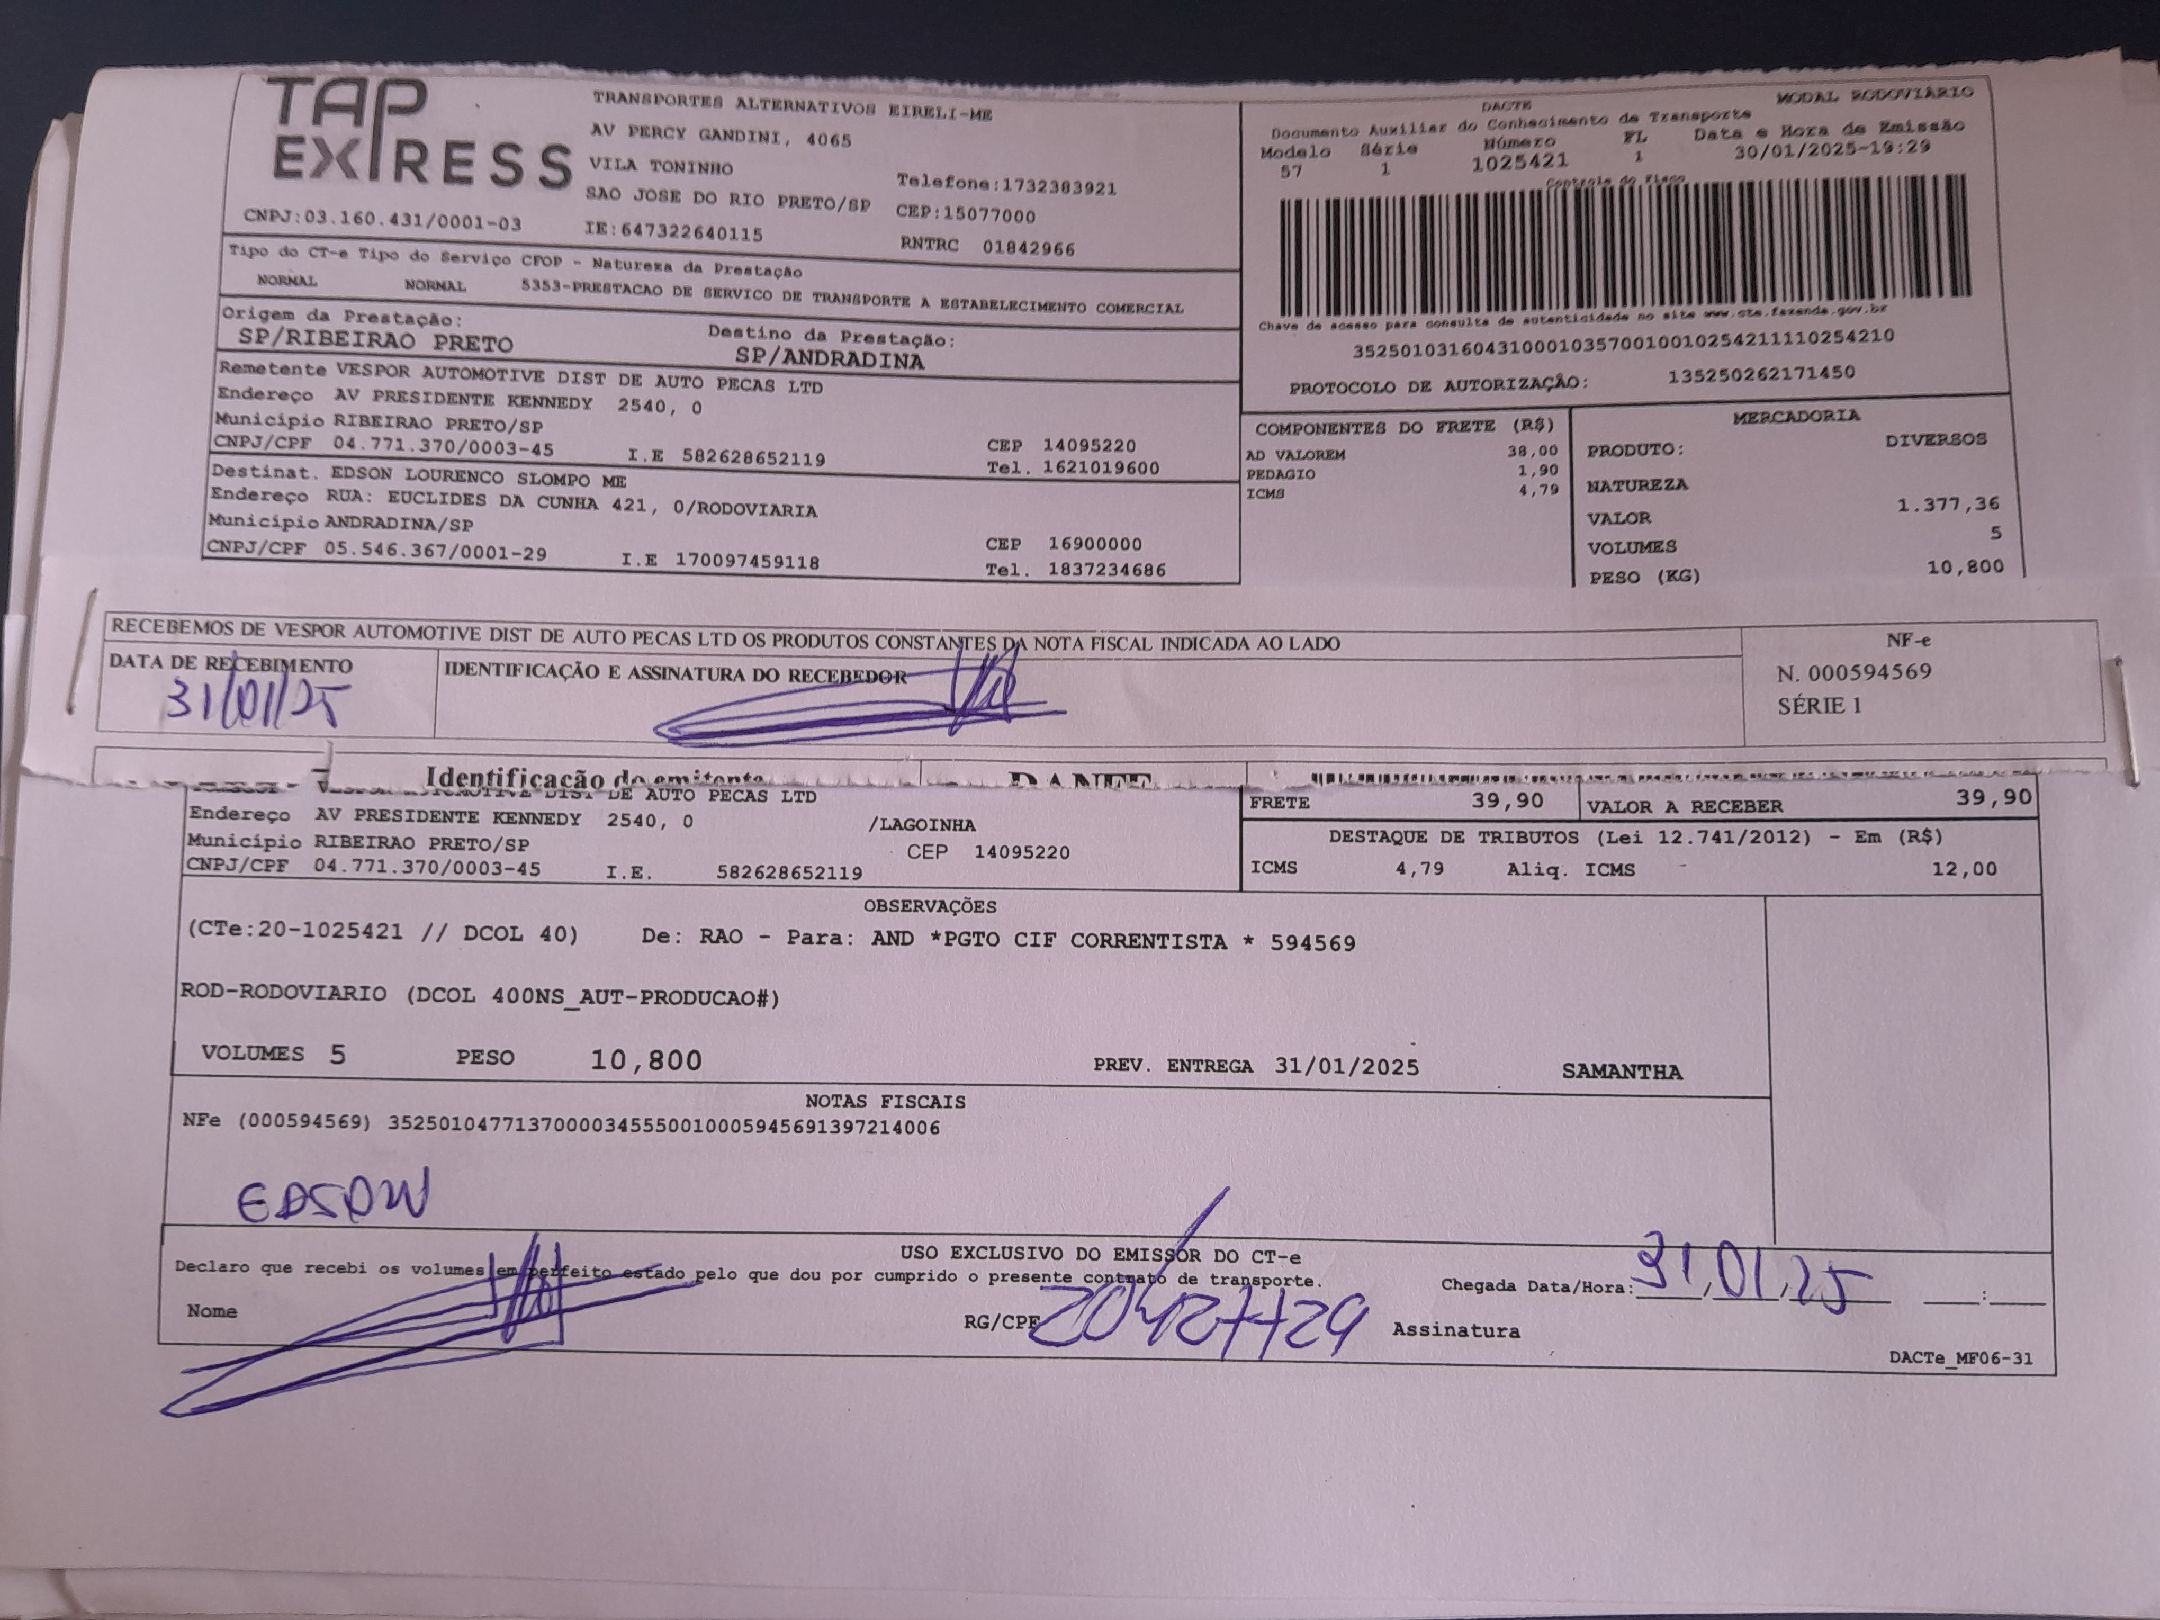 TAP EXPRESS
TRANSPORTES ALTERNATIVOS EIRELI-ME
AV PERCY GANDINI, 4065
VILA TONINHO
Telefone:1732383921
SAO JOSE DO RIO PRETO/SP CEP:15077000
CNPJ:03.160.431/0001-03 IE:647322640115 RNTRC 01842966
DACTE MODAL RODOVIÁRIO
Documento Auxiliar do Conhecimento de Transporte
Modelo Série Número FL Data e Hora de Emissão
57 1 1025421 1 30/01/2025-19:29
Controle do Fisco
Chave de acesso para consulta de autenticidade no site www.cte.fazenda.gov.br
35250103160431000103570010010254211110254210
PROTOCOLO DE AUTORIZAÇÃO: 135250262171450
Tipo do CT-e Tipo do Serviço CFOP - Natureza da Prestação
NORMAL NORMAL 5353-PRESTACAO DE SERVICO DE TRANSPORTE A ESTABELECIMENTO COMERCIAL
Origem da Prestação: Destino da Prestação:
SP/RIBEIRAO PRETO SP/ANDRADINA
Remetente VESPOR AUTOMOTIVE DIST DE AUTO PECAS LTD
Endereço AV PRESIDENTE KENNEDY 2540, 0
Município RIBEIRAO PRETO/SP CEP 14095220
CNPJ/CPF 04.771.370/0003-45 I.E 582628652119 Tel. 1621019600
Destinat. EDSON LOURENCO SLOMPO ME
Endereço RUA: EUCLIDES DA CUNHA 421, 0/RODOVIARIA
Município ANDRADINA/SP CEP 16900000
CNPJ/CPF 05.546.367/0001-29 I.E 170097459118 Tel. 1837234686
COMPONENTES DO FRETE (R$)
AD VALOREM 38,00
PEDAGIO 1,90
ICMS 4,79
MERCADORIA
PRODUTO: DIVERSOS
NATUREZA
VALOR 1.377,36
VOLUMES 5
PESO (KG) 10,800
RECEBEMOS DE VESPOR AUTOMOTIVE DIST DE AUTO PECAS LTD OS PRODUTOS CONSTANTES DA NOTA FISCAL INDICADA AO LADO
DATA DE RECEBIMENTO IDENTIFICAÇÃO E ASSINATURA DO RECEBEDOR
31/01/25
NF-e
N. 000594569
SÉRIE 1
Identificação do emitente DANFE
DE AUTO PECAS LTD
Endereço AV PRESIDENTE KENNEDY 2540, 0 /LAGOINHA
Município RIBEIRAO PRETO/SP CEP 14095220
CNPJ/CPF 04.771.370/0003-45 I.E. 582628652119
FRETE 39,90 VALOR A RECEBER 39,90
DESTAQUE DE TRIBUTOS (Lei 12.741/2012) - Em (R$)
ICMS 4,79 Aliq. ICMS 12,00
OBSERVAÇÕES
(CTe:20-1025421 // DCOL 40) De: RAO - Para: AND *PGTO CIF CORRENTISTA * 594569
ROD-RODOVIARIO (DCOL 400NS_AUT-PRODUCAO#)
VOLUMES 5 PESO 10,800 PREV. ENTREGA 31/01/2025 SAMANTHA
NOTAS FISCAIS
NFe (000594569) 35250104771370000345550010005945691397214006
EDSON
USO EXCLUSIVO DO EMISSOR DO CT-e
Declaro que recebi os volumes em perfeito estado pelo que dou por cumprido o presente contrato de transporte.
Chegada Data/Hora: 31,01,25 :
Nome RG/CPF Assinatura
DACTe_MF06-31